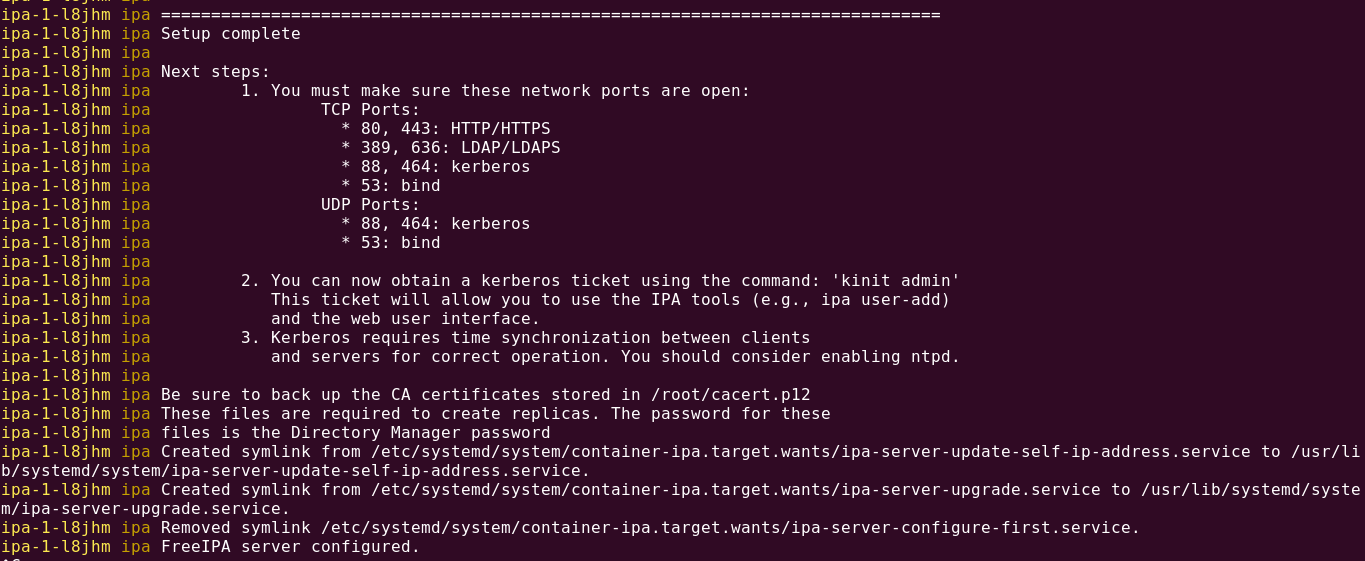 ipa-1-l8jhm ipa ==============================================================================
ipa-1-l8jhm ipa Setup complete
ipa-1-l8jhm ipa
ipa-1-l8jhm ipa Next steps:
ipa-1-l8jhm ipa         1. You must make sure these network ports are open:
ipa-1-l8jhm ipa                 TCP Ports:
ipa-1-l8jhm ipa                   * 80, 443: HTTP/HTTPS
ipa-1-l8jhm ipa                   * 389, 636: LDAP/LDAPS
ipa-1-l8jhm ipa                   * 88, 464: kerberos
ipa-1-l8jhm ipa                   * 53: bind
ipa-1-l8jhm ipa                 UDP Ports:
ipa-1-l8jhm ipa                   * 88, 464: kerberos
ipa-1-l8jhm ipa                   * 53: bind
ipa-1-l8jhm ipa
ipa-1-l8jhm ipa         2. You can now obtain a kerberos ticket using the command: 'kinit admin'
ipa-1-l8jhm ipa            This ticket will allow you to use the IPA tools (e.g., ipa user-add)
ipa-1-l8jhm ipa            and the web user interface.
ipa-1-l8jhm ipa         3. Kerberos requires time synchronization between clients
ipa-1-l8jhm ipa            and servers for correct operation. You should consider enabling ntpd.
ipa-1-l8jhm ipa
ipa-1-l8jhm ipa Be sure to back up the CA certificates stored in /root/cacert.p12
ipa-1-l8jhm ipa These files are required to create replicas. The password for these
ipa-1-l8jhm ipa files is the Directory Manager password
ipa-1-l8jhm ipa Created symlink from /etc/systemd/system/container-ipa.target.wants/ipa-server-update-self-ip-address.service to /usr/li
b/systemd/system/ipa-server-update-self-ip-address.service.
ipa-1-l8jhm ipa Created symlink from /etc/systemd/system/container-ipa.target.wants/ipa-server-upgrade.service to /usr/lib/systemd/syste
m/ipa-server-upgrade.service.
ipa-1-l8jhm ipa Removed symlink /etc/systemd/system/container-ipa.target.wants/ipa-server-configure-first.service.
ipa-1-l8jhm ipa FreeIPA server configured.